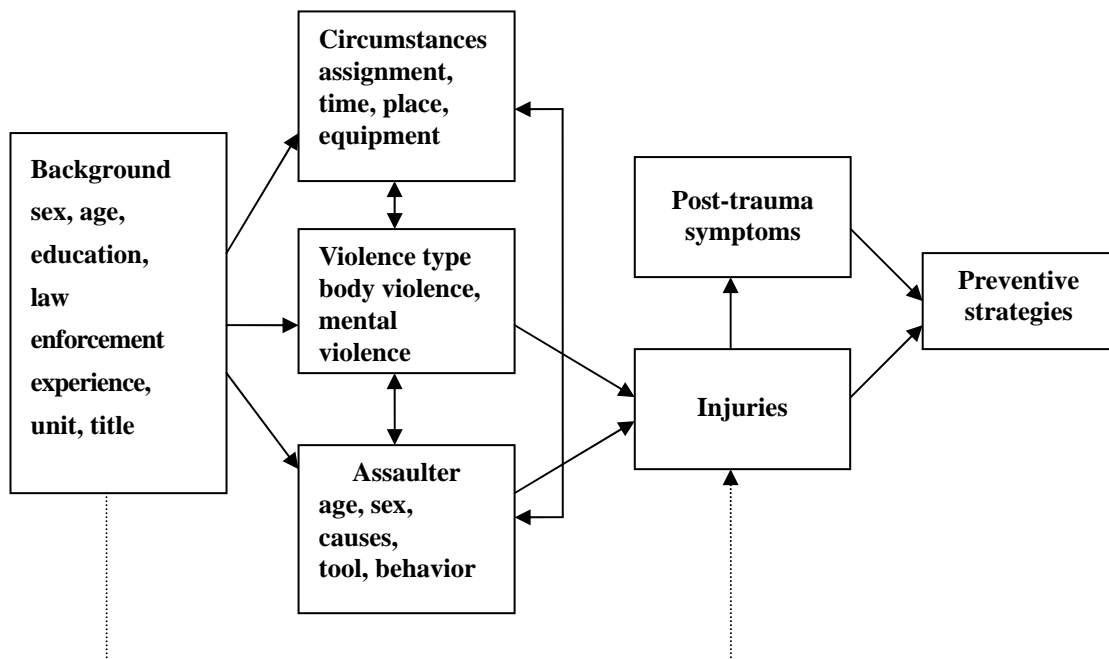 Background
sex, age,
education,
law
enforcement
experience,
unit, title
Circumstances
assignment,
time, place,
equipment
Violence type
body violence,
mental
violence
Assaulter
age, sex,
causes,
tool, behavior
Post-trauma
symptoms
Injuries
Preventive
strategies